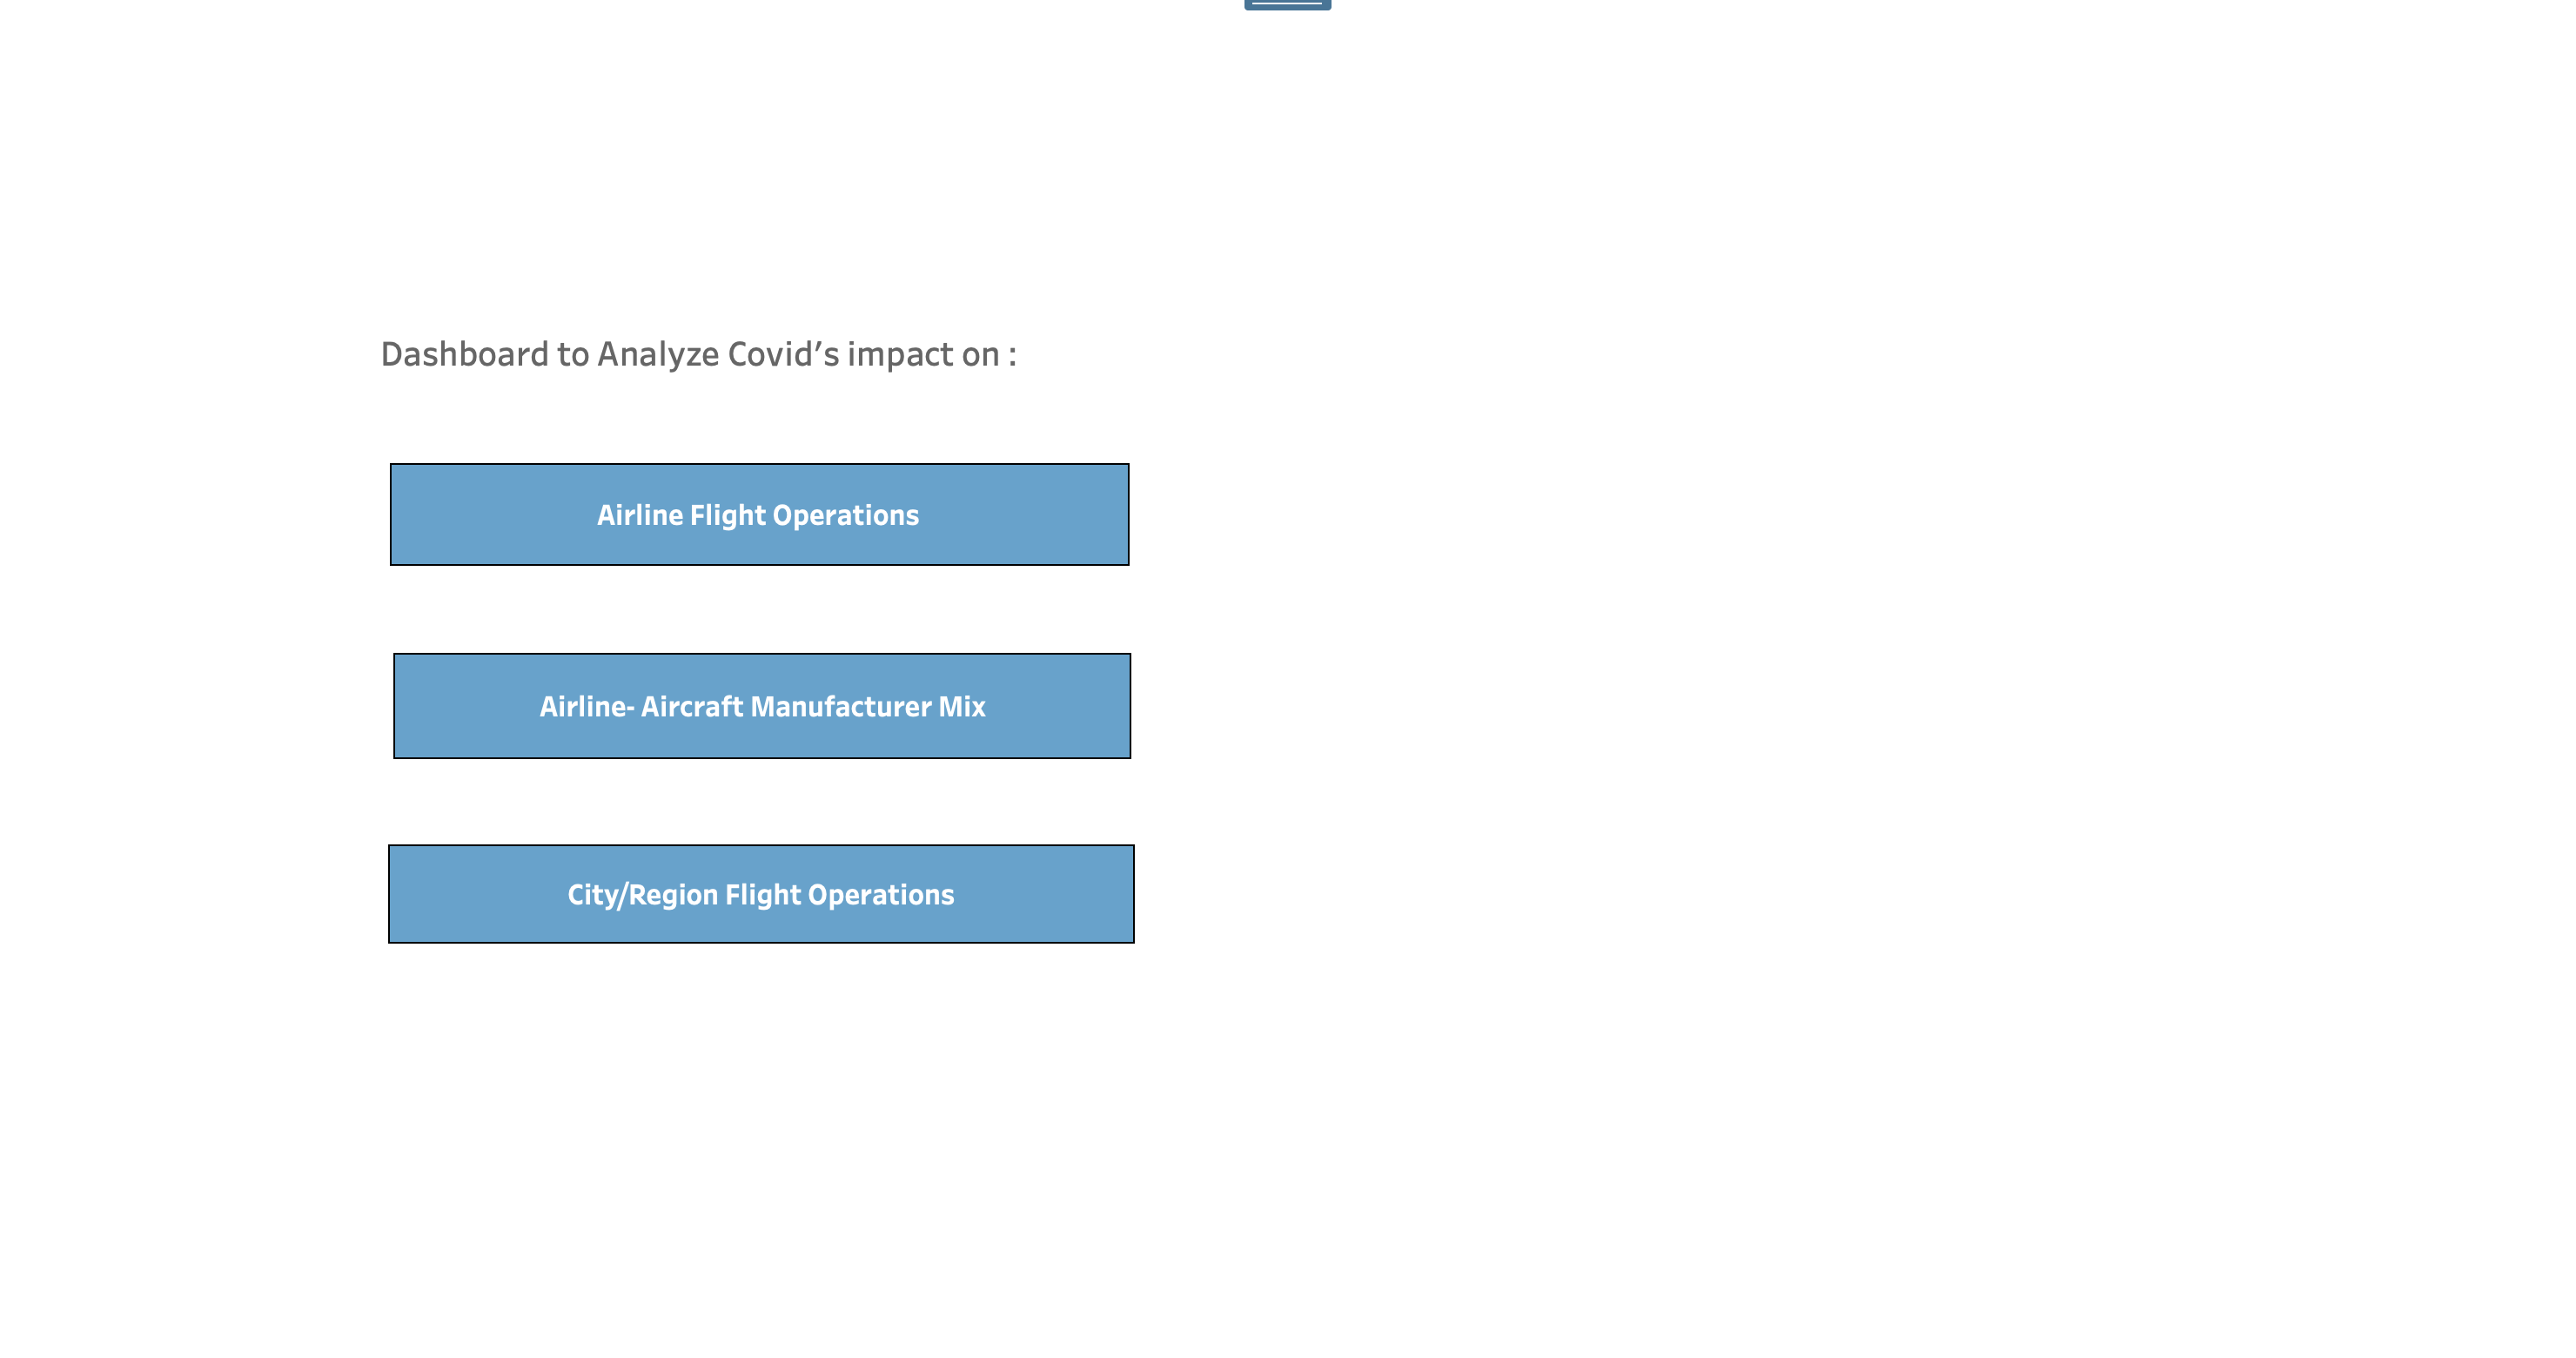 Dashboard to Analyze Covid’s impact on :
Airline Flight Operations
Airline- Aircraft Manufacturer Mix
City/Region Flight Operations